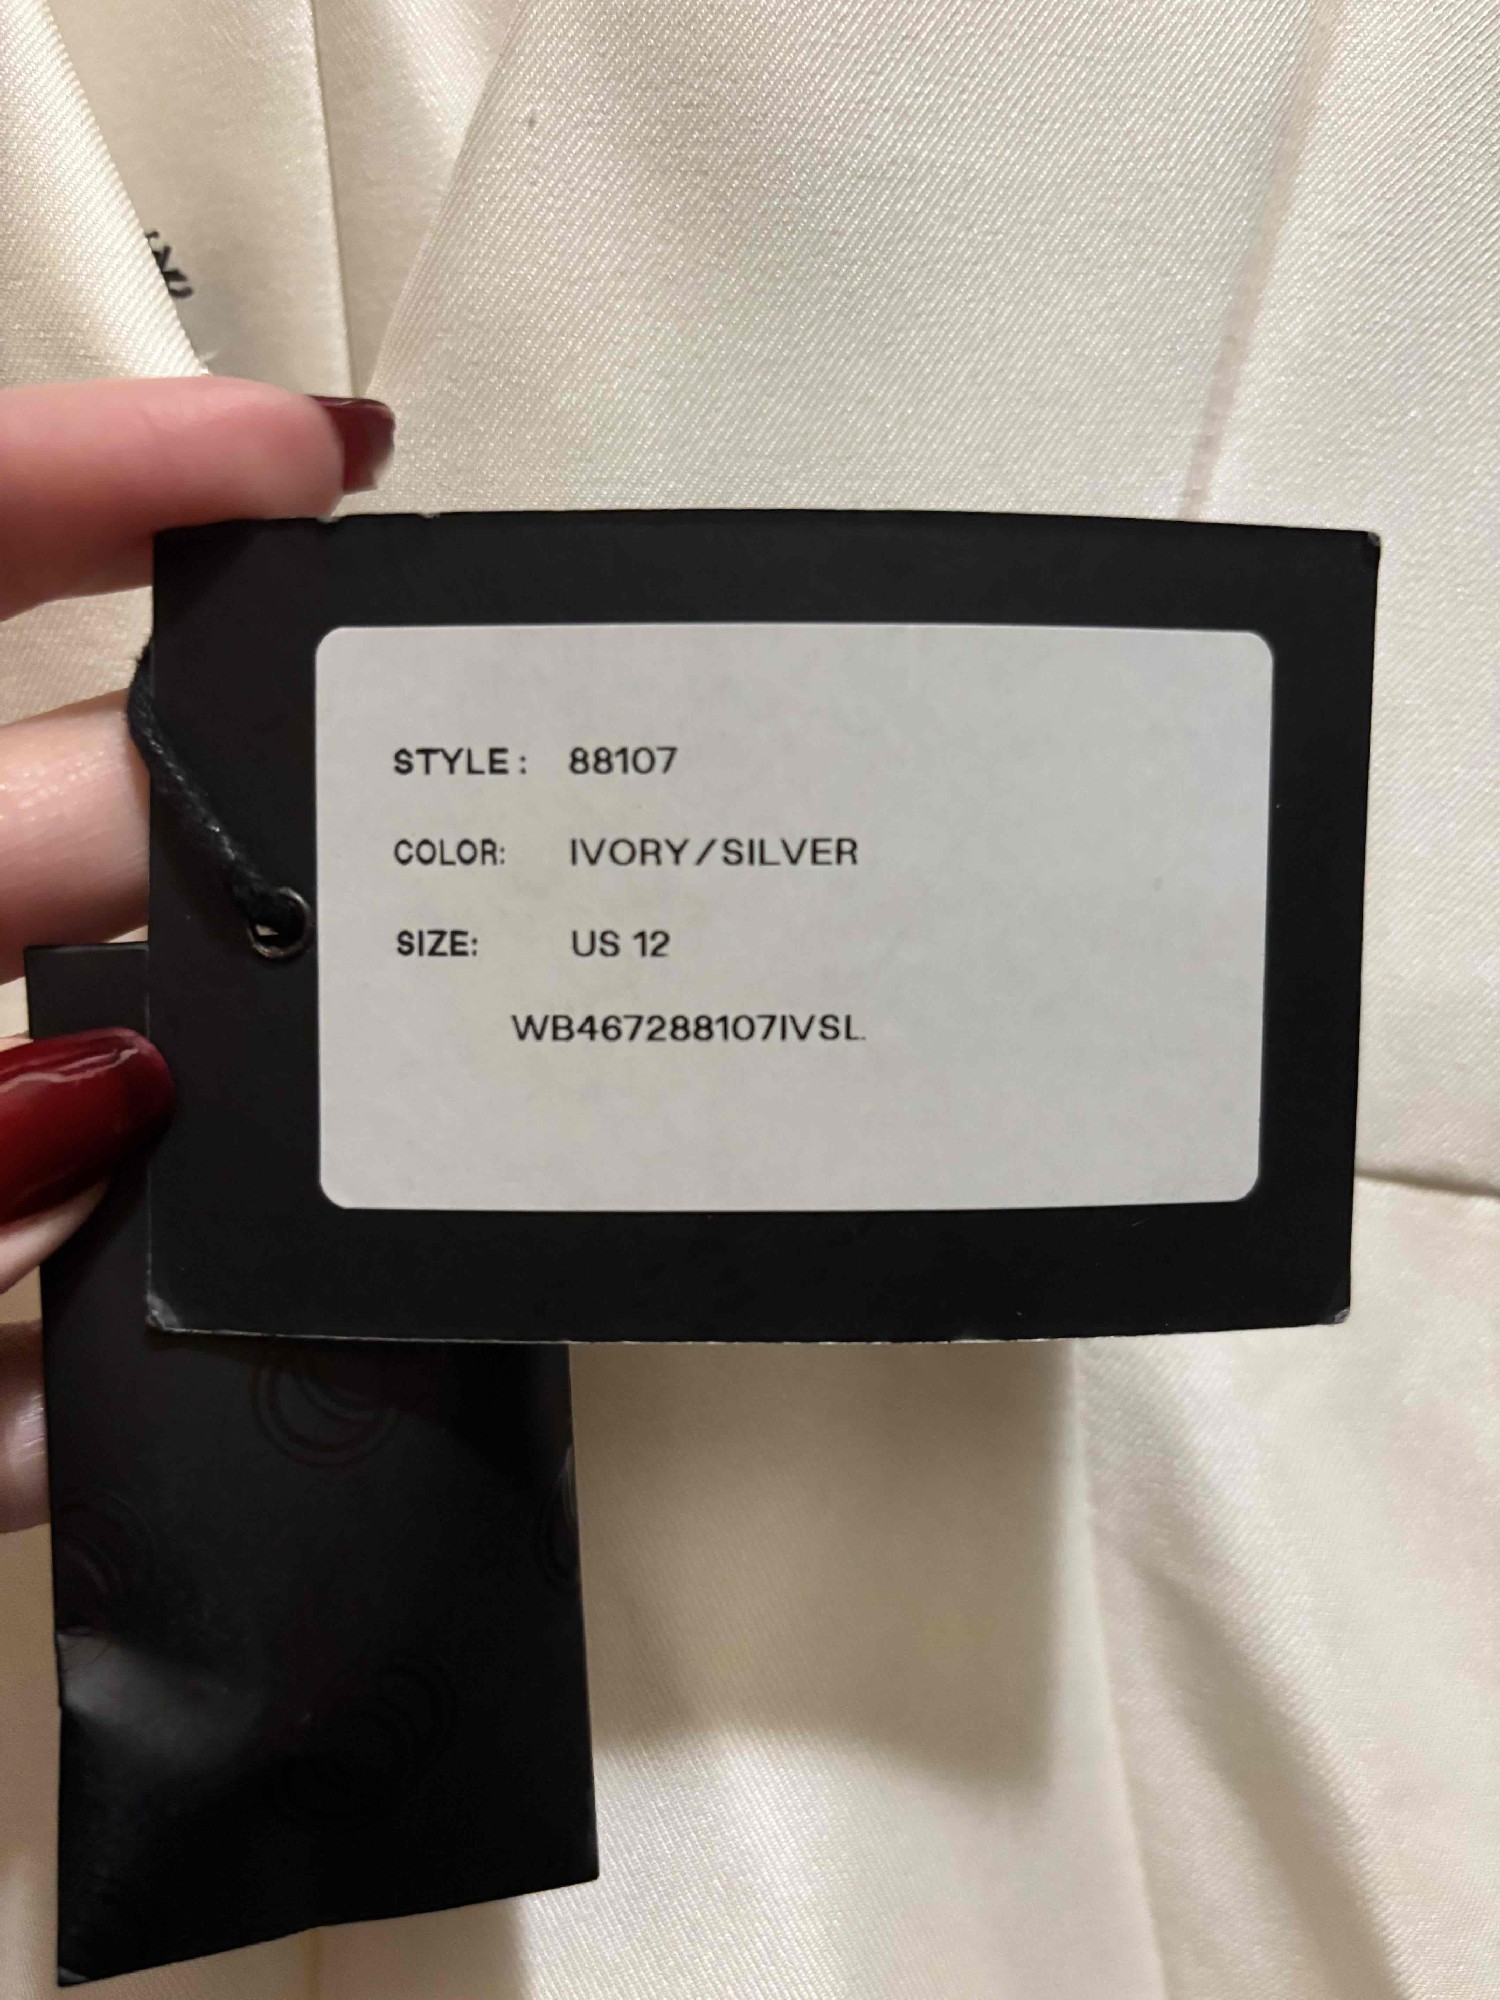 STYLE: 88107
COLOR: IVORY/SILVER
SIZE: US 12
WB467288107IVSL.